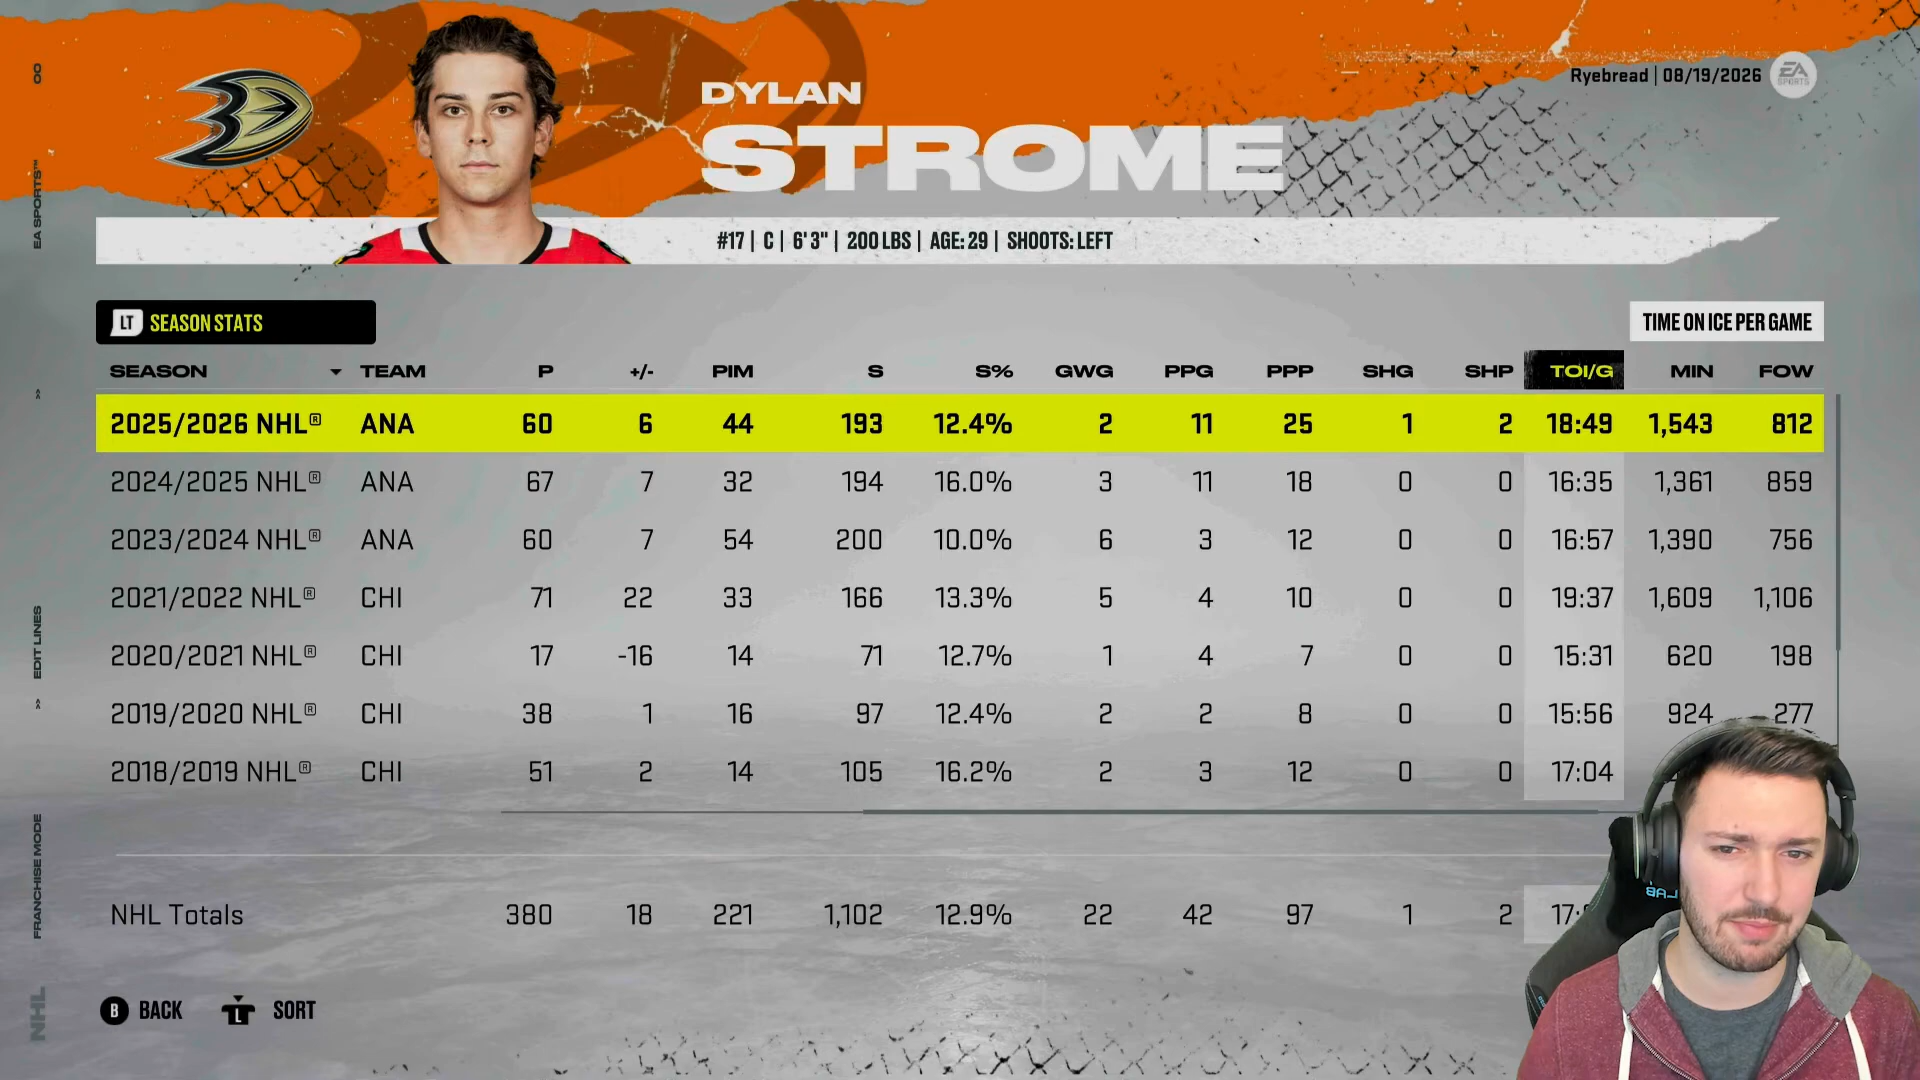 Ryebread | 08/19/2026
DYLAN
STROME
#17 | C | 6' 3" | 200 LBS | AGE: 29 | SHOOTS: LEFT
LT SEASON STATS
TIME ON ICE PER GAME
SEASON TEAM P +/- PIM S S% GWG PPG PPP SHG SHP TOI/G MIN FOW
2025/2026 NHL® ANA 60 6 44 193 12.4% 2 11 25 1 2 18:49 1,543 812
2024/2025 NHL® ANA 67 7 32 194 16.0% 3 11 18 0 0 16:35 1,361 859
2023/2024 NHL® ANA 60 7 54 200 10.0% 6 3 12 0 0 16:57 1,390 756
2021/2022 NHL® CHI 71 22 33 166 13.3% 5 4 10 0 0 19:37 1,609 1,106
2020/2021 NHL® CHI 17 -16 14 71 12.7% 1 4 7 0 0 15:31 620 198
2019/2020 NHL® CHI 38 1 16 97 12.4% 2 2 8 0 0 15:56 924 277
2018/2019 NHL® CHI 51 2 14 105 16.2% 2 3 12 0 0 17:04
NHL Totals 380 18 221 1,102 12.9% 22 42 97 1 2
B BACK L SORT
NHL FRANCHISE MODE >> EDIT LINES >> EA SPORTS™
EA SPORTS